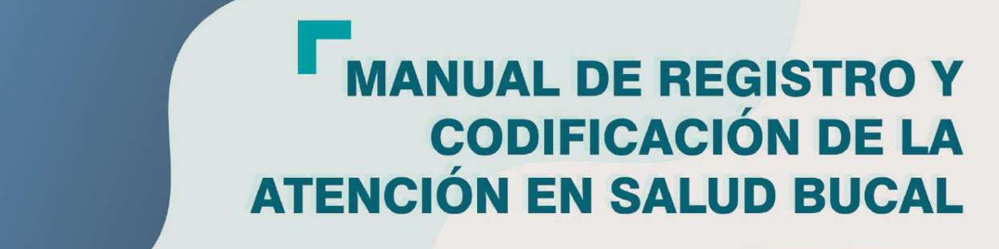 MANUAL DE REGISTRO Y
CODIFICACIÓN DE LA
ATENCIÓN EN SALUD BUCAL